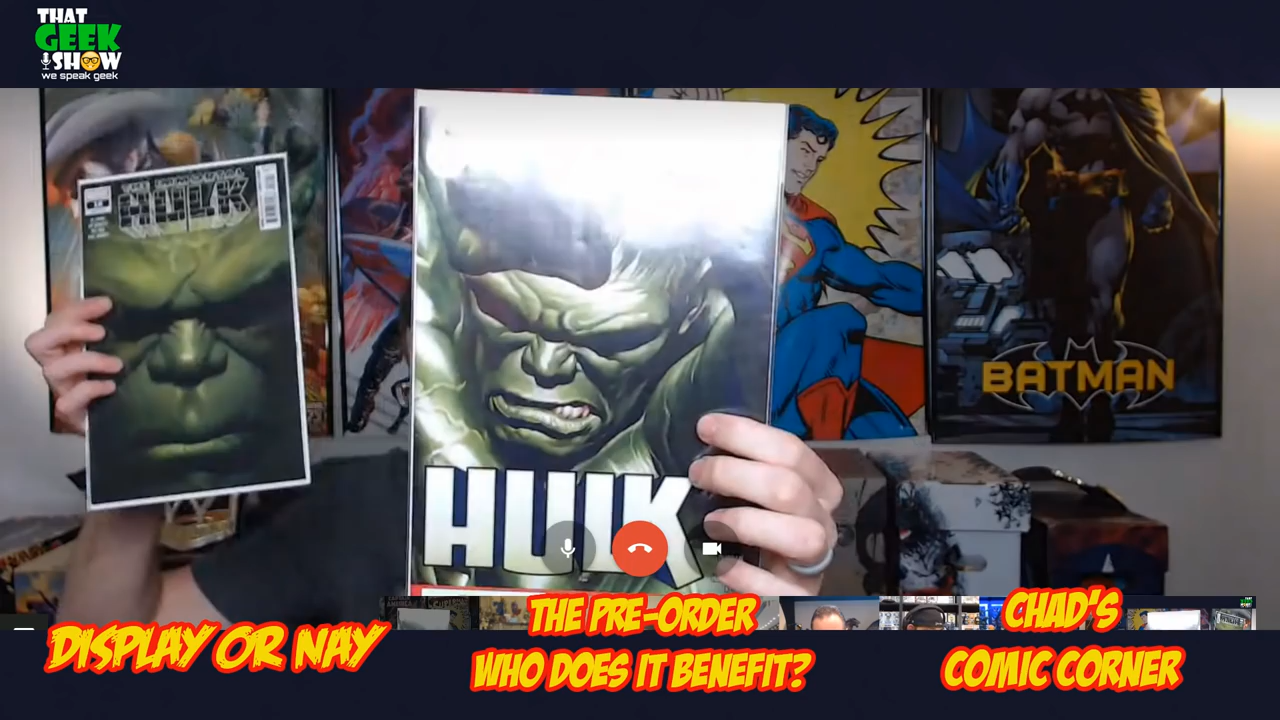 THAT
GEEK
SHOW
we speak geek
THE IMMORTAL
HULK
HULK
BATMAN
DISPLAY OR NAY
THE PRE-ORDER
WHO DOES IT BENEFIT?
CHAD'S
COMIC CORNER